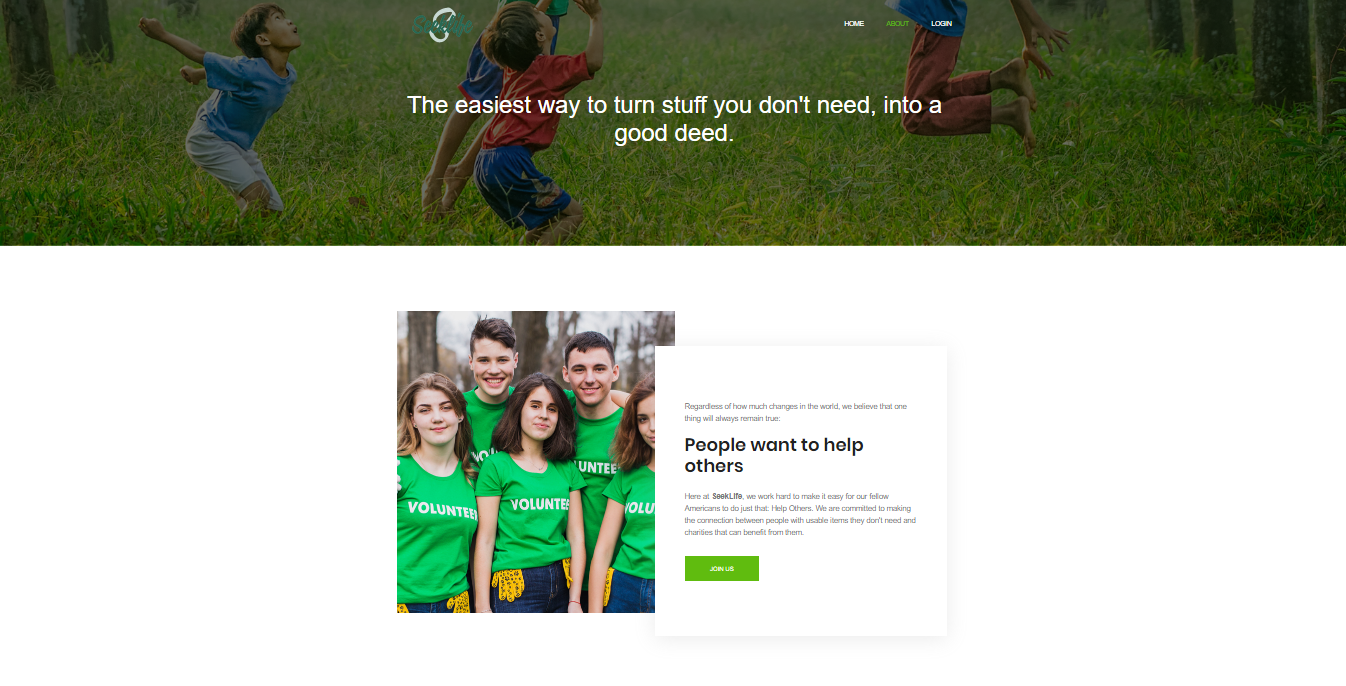 SeekLife
HOME ABOUT LOGIN
The easiest way to turn stuff you don't need, into a
good deed.
VOLUNTEE
VOLUNTEE
Regardless of how much changes in the world, we believe that one
thing will always remain true:
People want to help
others
Here at SeekLife, we work hard to make it easy for our fellow
Americans to do just that: Help Others. We are committed to making
the connection between people with usable items they don't need and
charities that can benefit from them.
JOIN US